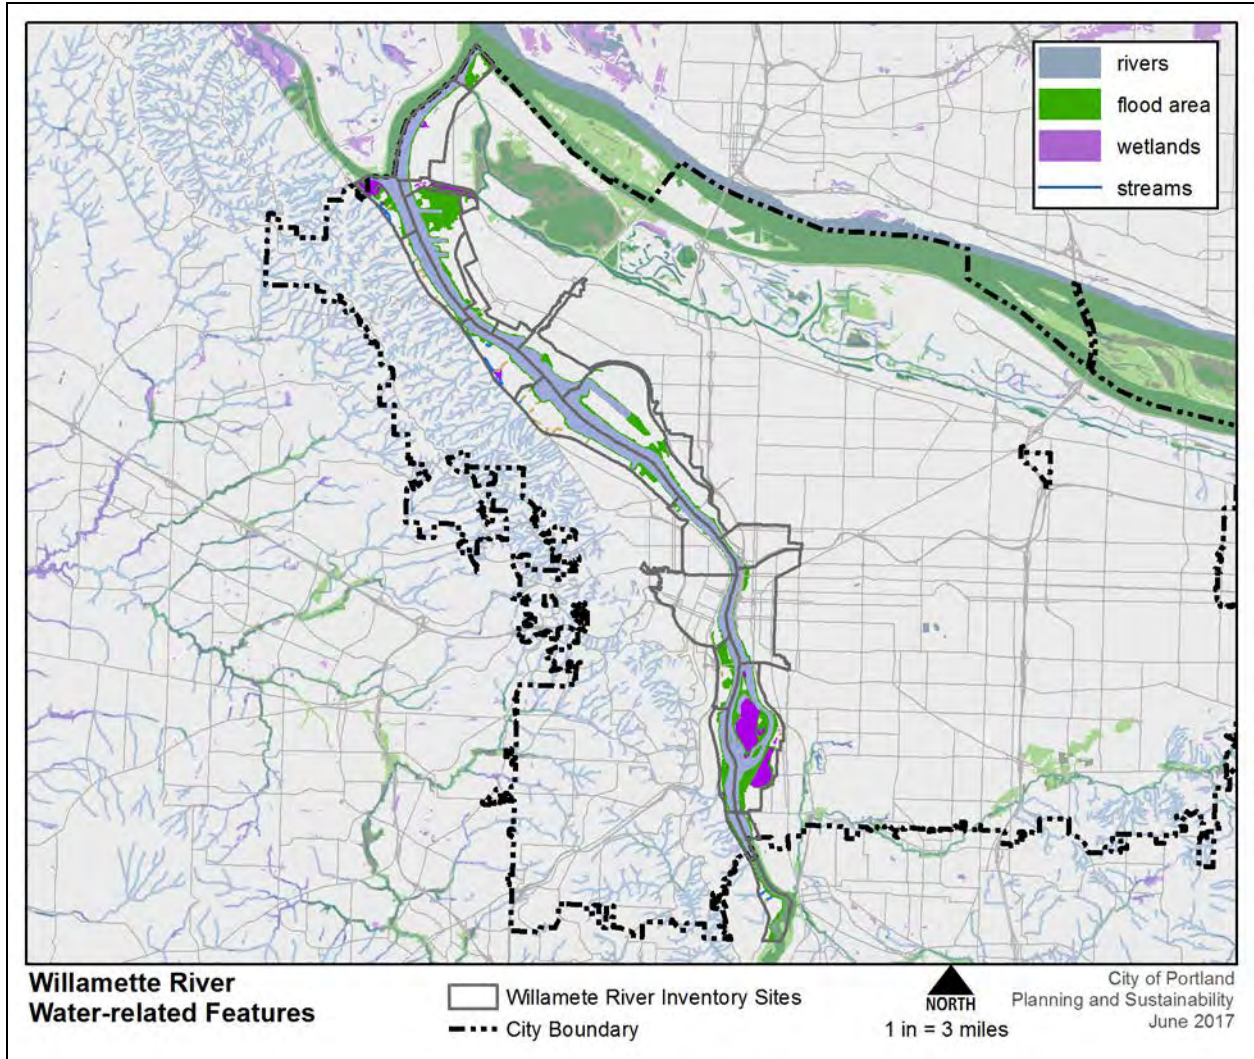 rivers
flood area
wetlands
streams
Willamette River
Water-related Features
Willamete River Inventory Sites
City Boundary
NORTH
1 in = 3 miles
City of Portland
Planning and Sustainability
June 2017